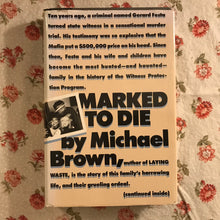 Ten years ago, a criminal named Gerard Festa
turned state witness in a sensational murder
trial. His testimony was so explosive that the
Mafia put a $500,000 price on his head. Since
then, Festa and his wife and children have
become the most hunted—and haunted—
family in the history of the Witness Protec-
tion Program.
MARKED
TO DIE
by Michael
Brown,
author of LAYING
WASTE, is the story of this family's harrowing
life, and their grueling ordeal.
(continued inside)